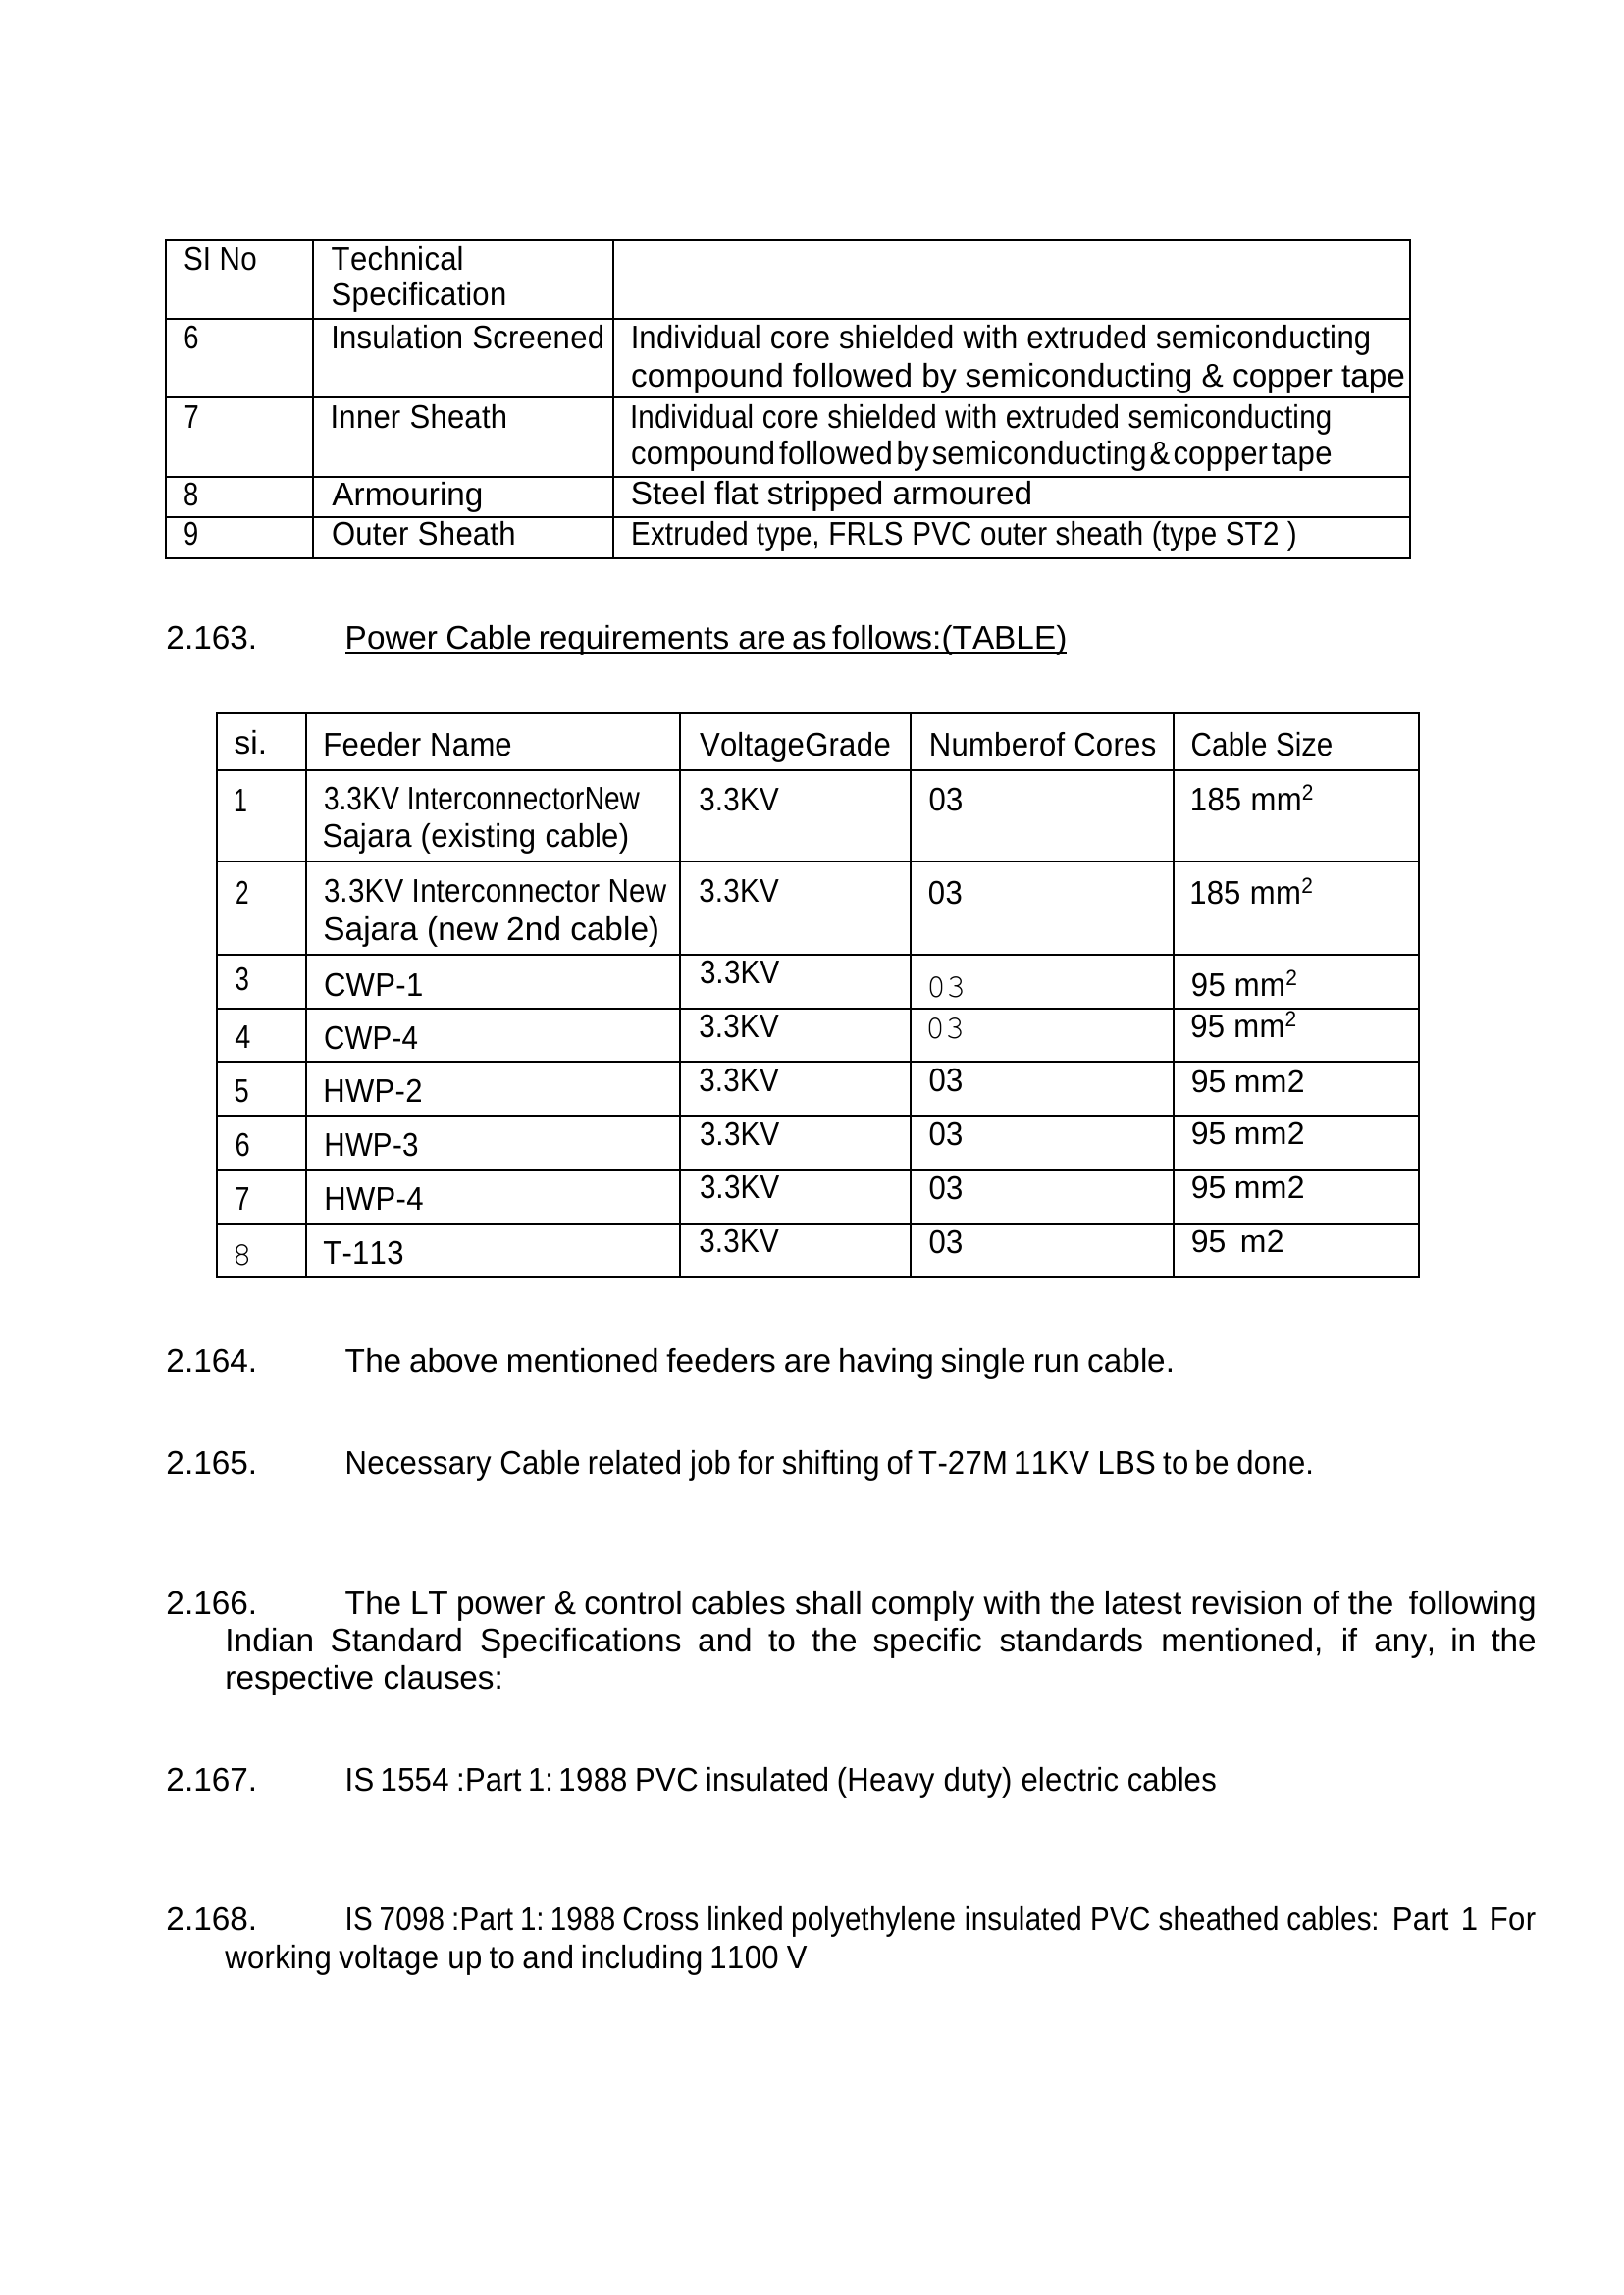 SI No Technical
Specification
6 Insulation Screened Individual core shielded with extruded semiconducting
compound followed by semiconducting & copper tape
7 Inner Sheath Individual core shielded with extruded semiconducting
compound followed by semiconducting & copper tape
8 Armouring Steel flat stripped armoured
9 Outer Sheath Extruded type, FRLS PVC outer sheath (type ST2 )
2.163. Power Cable requirements are as follows:(TABLE)
si. Feeder Name VoltageGrade Numberof Cores Cable Size
1 3.3KV InterconnectorNew 3.3KV 03 185 mm²
Sajara (existing cable)
2 3.3KV Interconnector New 3.3KV 03 185 mm²
Sajara (new 2nd cable)
3 CWP-1 3.3KV 03 95 mm²
4 CWP-4 3.3KV 03 95 mm²
5 HWP-2 3.3KV 03 95 mm2
6 HWP-3 3.3KV 03 95 mm2
7 HWP-4 3.3KV 03 95 mm2
8 T-113 3.3KV 03 95 m2
2.164. The above mentioned feeders are having single run cable.
2.165. Necessary Cable related job for shifting of T-27M 11KV LBS to be done.
2.166. The LT power & control cables shall comply with the latest revision of the following
Indian Standard Specifications and to the specific standards mentioned, if any, in the
respective clauses:
2.167. IS 1554 :Part 1: 1988 PVC insulated (Heavy duty) electric cables
2.168. IS 7098 :Part 1: 1988 Cross linked polyethylene insulated PVC sheathed cables: Part 1 For
working voltage up to and including 1100 V